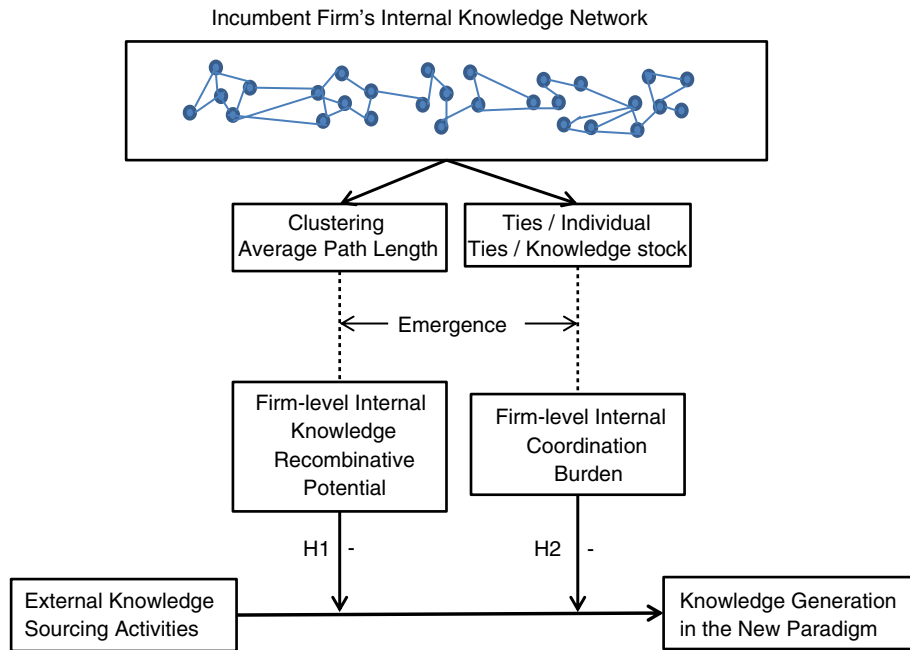 Incumbent Firm's Internal Knowledge Network
Clustering
Average Path Length
Ties / Individual
Ties / Knowledge stock
Emergence
Firm-level Internal
Knowledge
Recombinative
Potential
Firm-level Internal
Coordination
Burden
H1 -
H2 -
External Knowledge
Sourcing Activities
Knowledge Generation
in the New Paradigm